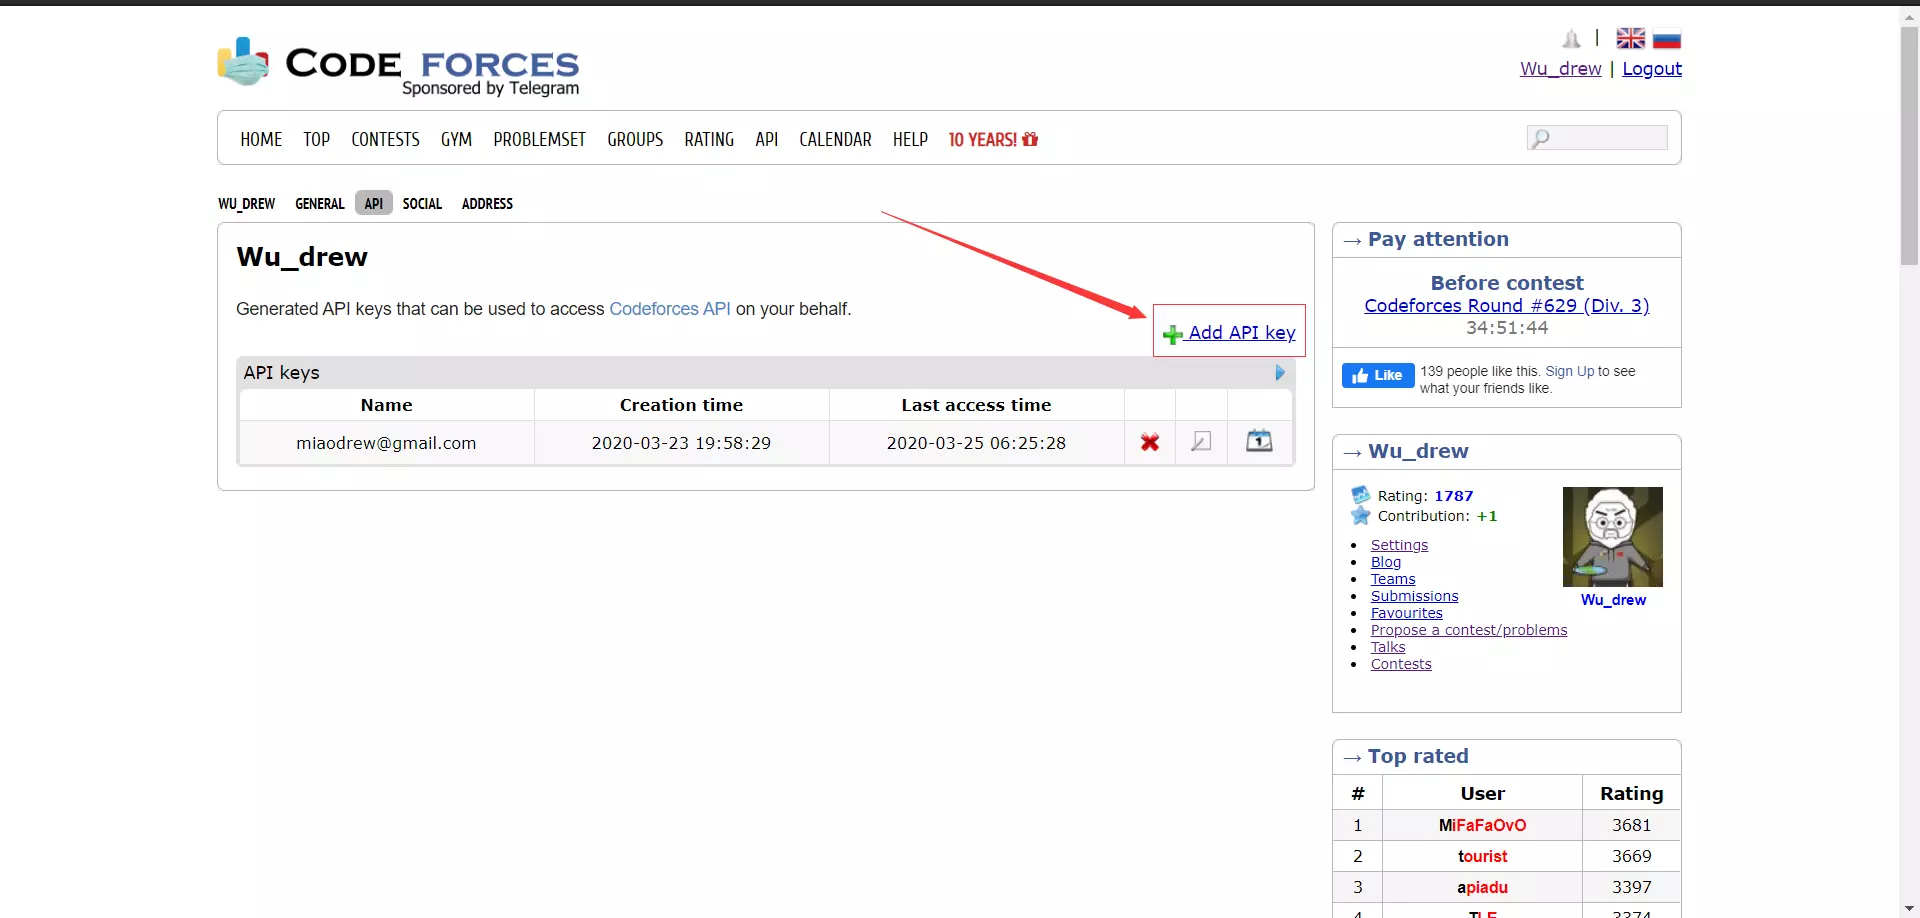 Wu_drew | Logout
CODE FORCES
Sponsored by Telegram
HOME TOP CONTESTS GYM PROBLEMSET GROUPS RATING API CALENDAR HELP 10 YEARS!
WU_DREW GENERAL API SOCIAL ADDRESS
Wu_drew
Generated API keys that can be used to access Codeforces API on your behalf.
Add API key
API keys
Name Creation time Last access time
miaodrew@gmail.com 2020-03-23 19:58:29 2020-03-25 06:25:28 1
→ Pay attention
Before contest
Codeforces Round #629 (Div. 3)
34:51:44
Like 139 people like this. Sign Up to see
what your friends like.
→ Wu_drew
Rating: 1787
Contribution: +1
Settings
Blog
Teams
Submissions
Favourites
Propose a contest/problems
Talks
Contests
Wu_drew
→ Top rated
# User Rating
1 MiFaFaOvO 3681
2 tourist 3669
3 apiadu 3397